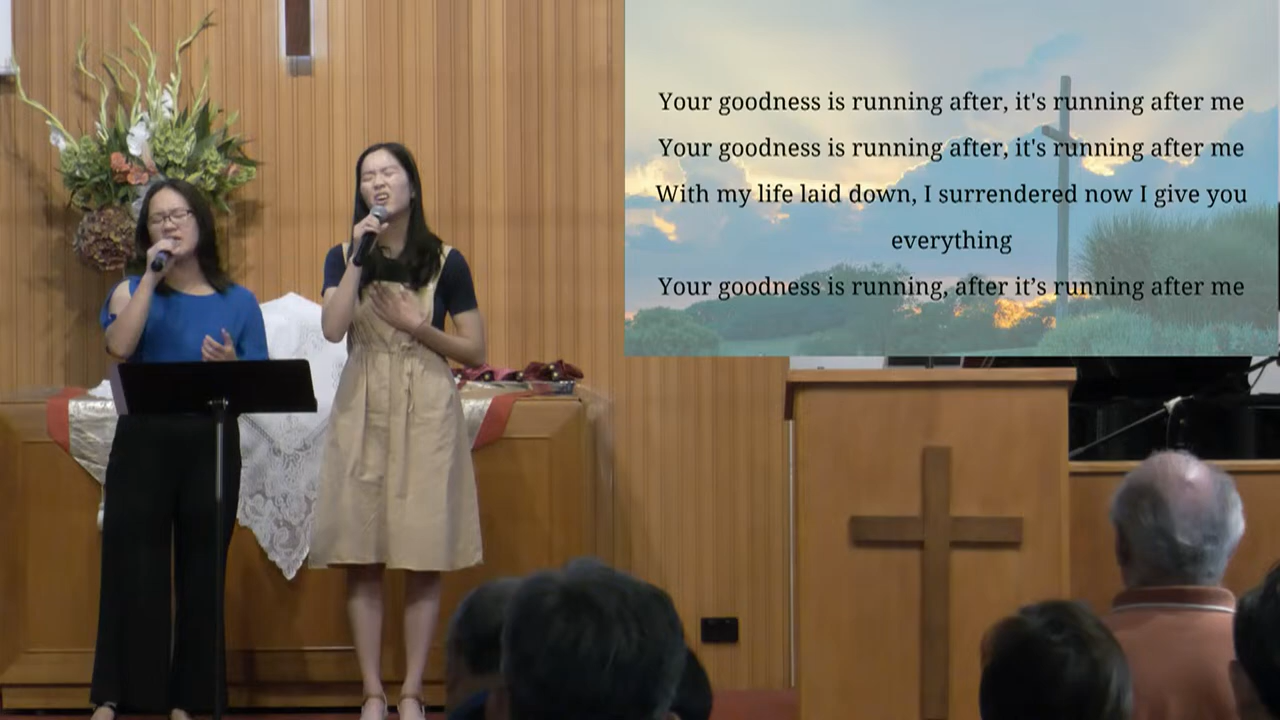 Your goodness is running after, it's running after me
Your goodness is running after, it's running after me
With my life laid down, I surrendered now I give you
everything
Your goodness is running, after it’s running after me